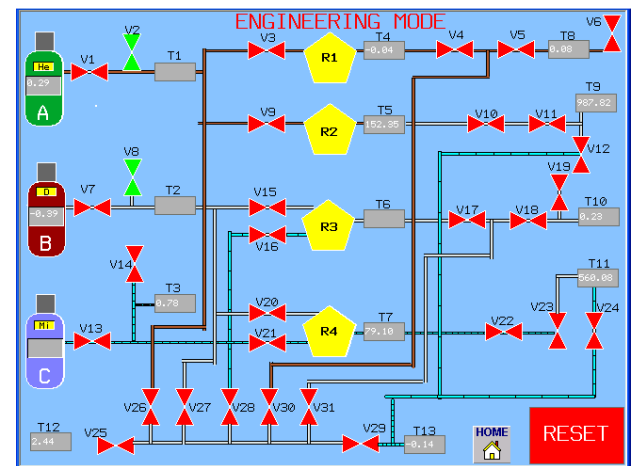 ENGINEERING MODE
V6
V2
V3
T4
V4
V5
T8
He
V1
T1
R1
-0.04
0.08
0.29
T9
A
V9
T5
V10
V11
987.82
R2
152.35
V8
V12
V19
D
V7
T2
V15
T6
V17
V18
T10
-0.39
R3
0.23
B
V16
V14
T3
T11
0.78
V20
560.08
Mi
V13
V21
R4
T7
V22
V23
V24
79.10
C
V26
V27
V28
V30
V31
T12
V25
V29
T13
HOME
RESET
2.44
-0.14